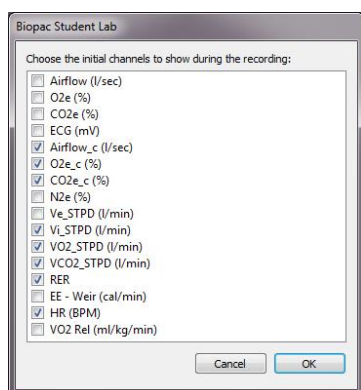 Biopac Student Lab
Choose the initial channels to show during the recording:
Airflow (l/sec)
O2e (%)
CO2e (%)
ECG (mV)
Airflow_c (l/sec)
O2e_c (%)
CO2e_c (%)
N2e (%)
Ve_STPD (l/min)
Vi_STPD (l/min)
VO2_STPD (l/min)
VCO2_STPD (l/min)
RER
EE - Weir (cal/min)
HR (BPM)
VO2 Rel (ml/kg/min)
Cancel OK